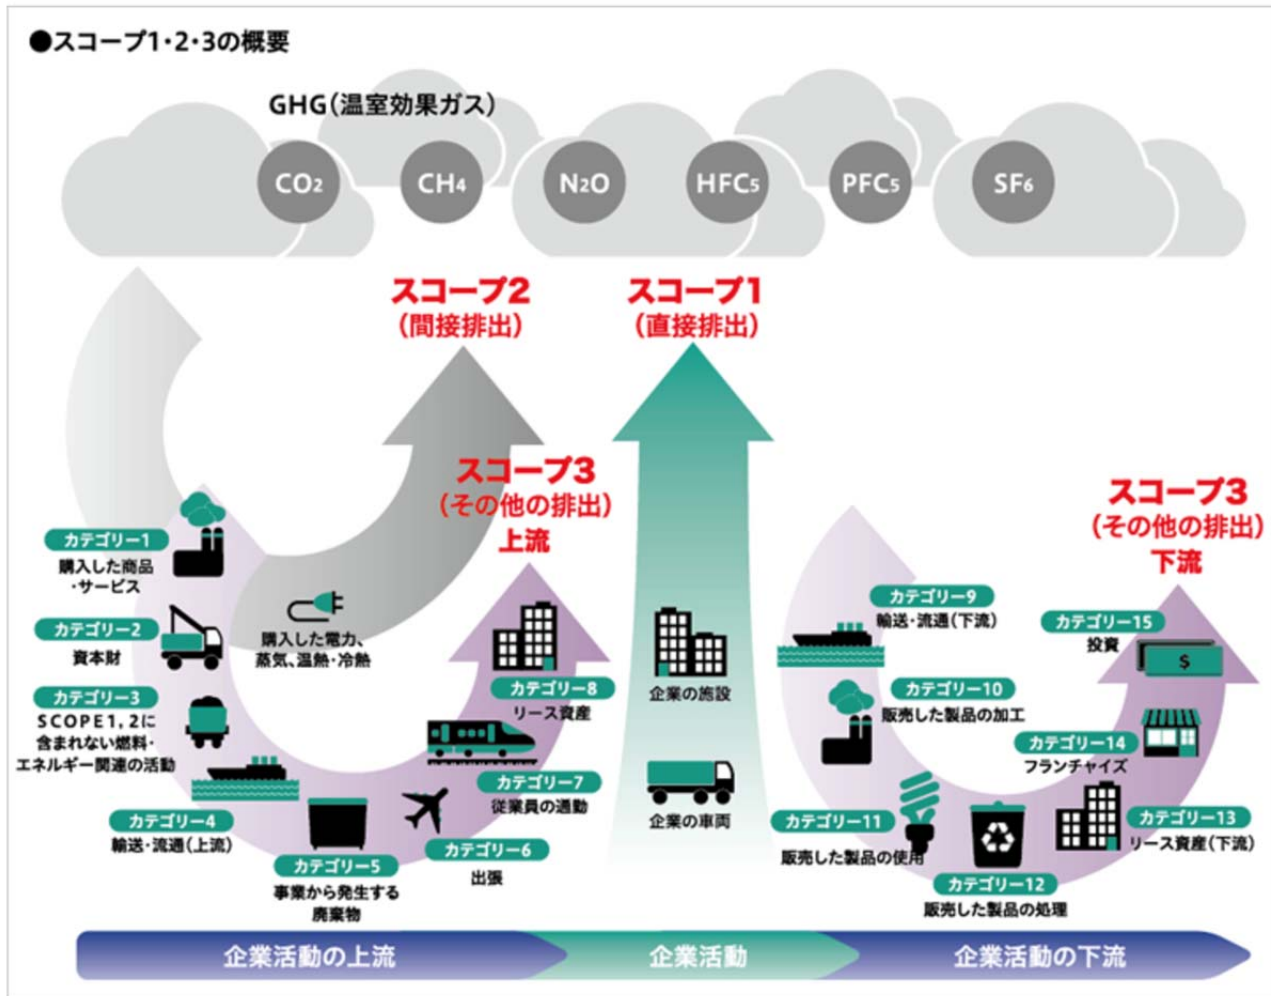 ●スコープ1・2・3の概要
GHG(温室効果ガス)
CO2
CH4
N2O
HFC5
PFC5
SF6
スコープ2
(間接排出)
スコープ1
(直接排出)
スコープ3
(その他の排出)
上流
スコープ3
(その他の排出)
下流
カテゴリー1
購入した商品
・サービス
カテゴリー2
資本財
カテゴリー3
SCOPE1,2に
含まれない燃料・
エネルギー関連の活動
カテゴリー4
輸送・流通(上流)
カテゴリー5
事業から発生する
廃棄物
カテゴリー6
出張
カテゴリー7
従業員の通勤
カテゴリー8
リース資産
購入した電力、
蒸気、温熱・冷熱
企業の施設
企業の車両
カテゴリー9
輸送・流通(下流)
カテゴリー10
販売した製品の加工
カテゴリー11
販売した製品の使用
カテゴリー12
販売した製品の処理
カテゴリー13
リース資産(下流)
カテゴリー14
フランチャイズ
カテゴリー15
投資
$
企業活動の上流
企業活動
企業活動の下流